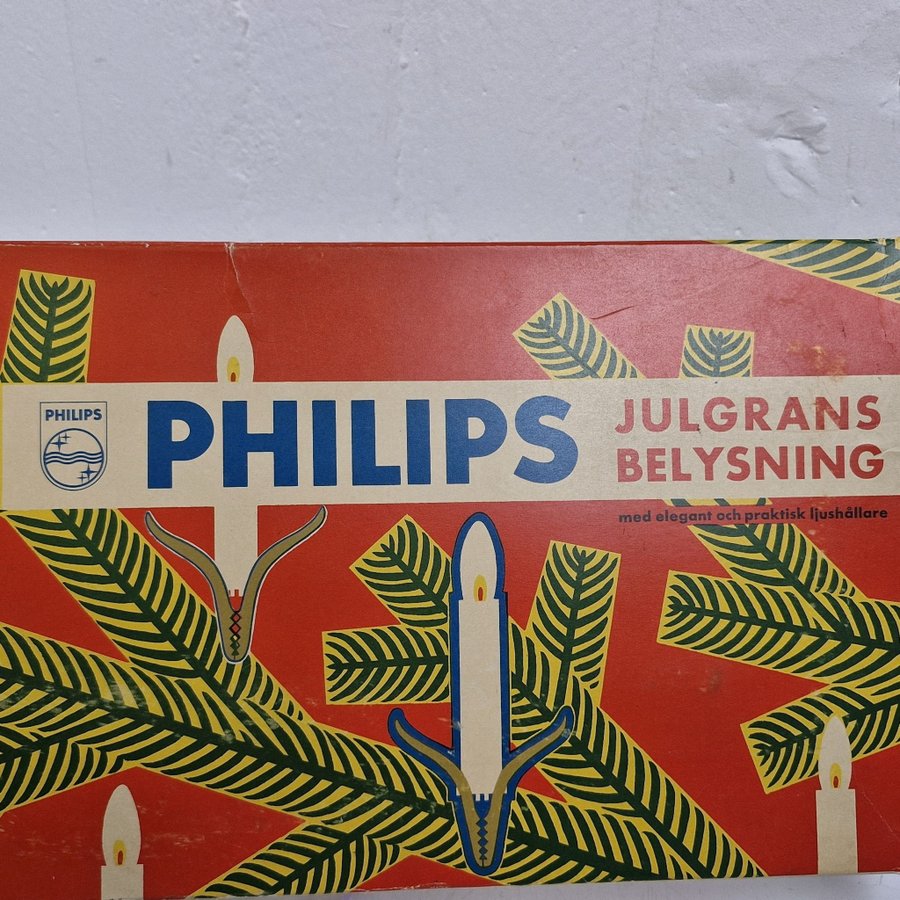 PHILIPS
PHILIPS
JULGRANS
BELYSNING
med elegant och praktisk ljushållare